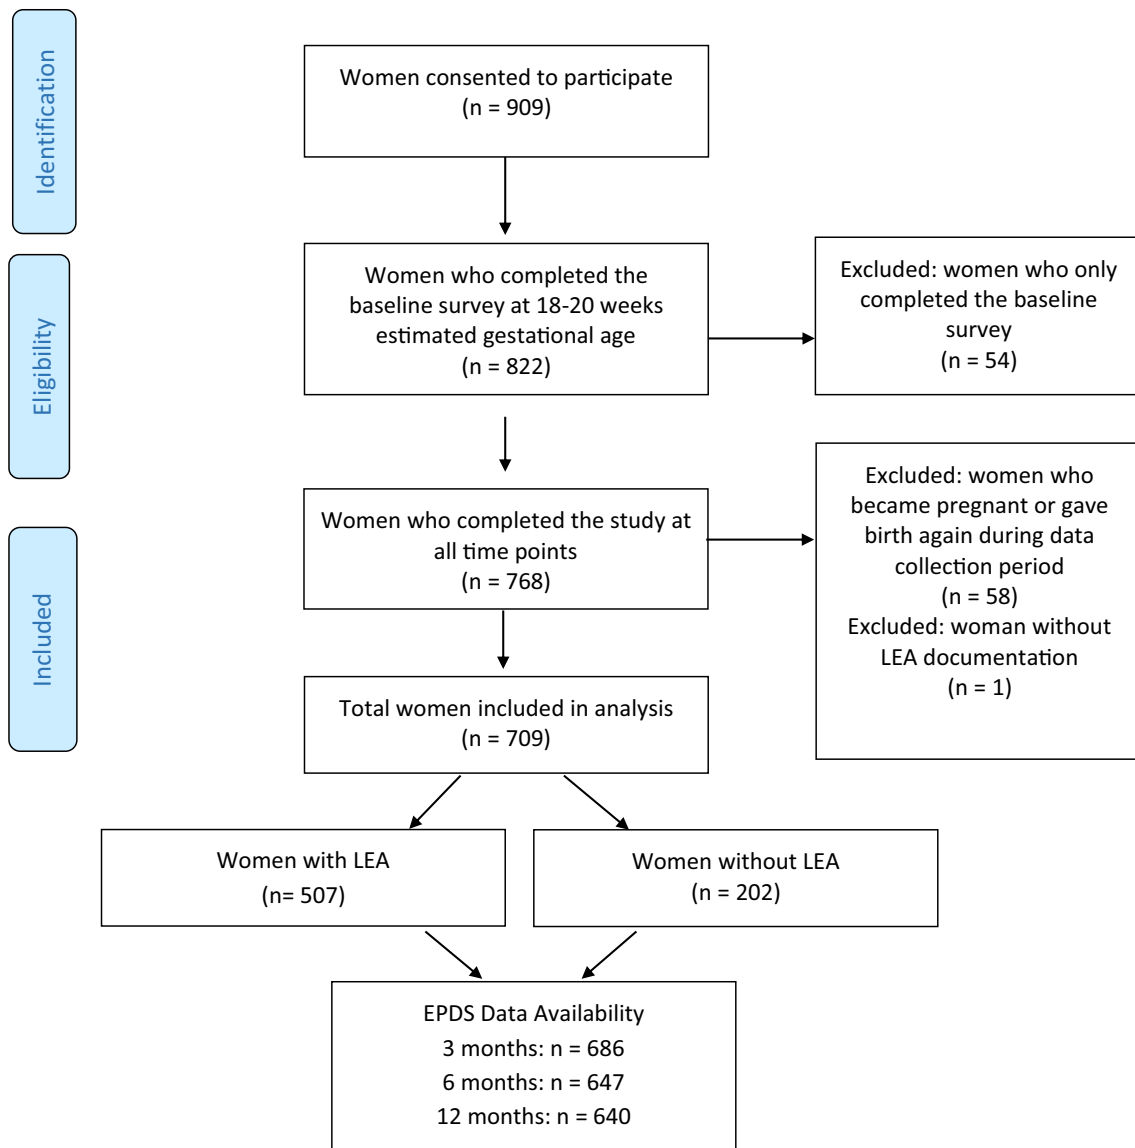 Identification
Women consented to participate
(n = 909)
Eligibility
Women who completed the
baseline survey at 18-20 weeks
estimated gestational age
(n = 822)
Excluded: women who only
completed the baseline
survey
(n = 54)
Included
Women who completed the study at
all time points
(n = 768)
Excluded: women who
became pregnant or gave
birth again during data
collection period
(n = 58)
Excluded: woman without
LEA documentation
(n = 1)
Total women included in analysis
(n = 709)
Women with LEA
(n= 507)
Women without LEA
(n = 202)
EPDS Data Availability
3 months: n = 686
6 months: n = 647
12 months: n = 640